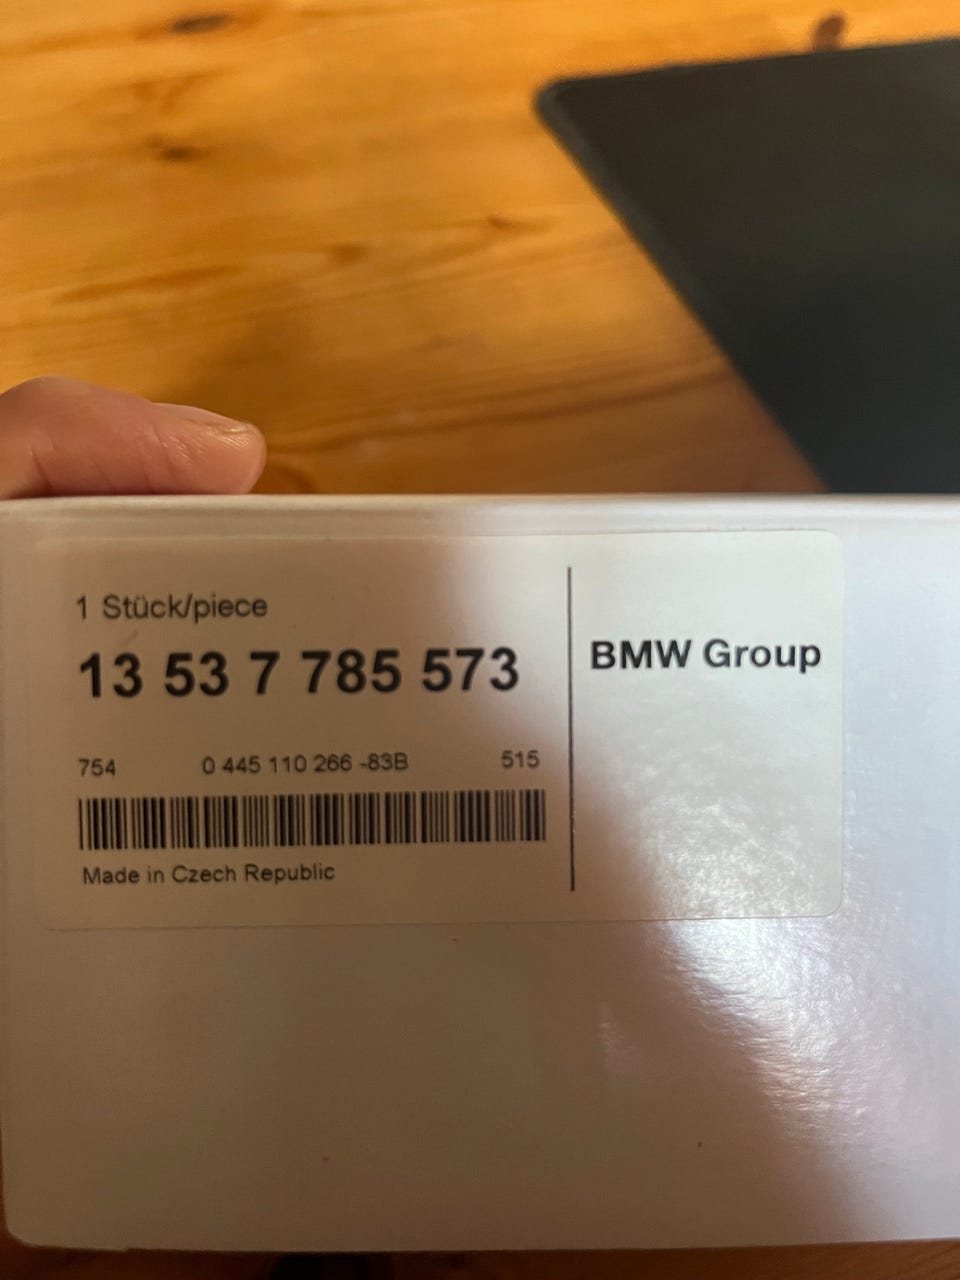 1 Stück/piece
13 53 7 785 573
BMW Group
754 0 445 110 266 -83B 515
Made in Czech Republic